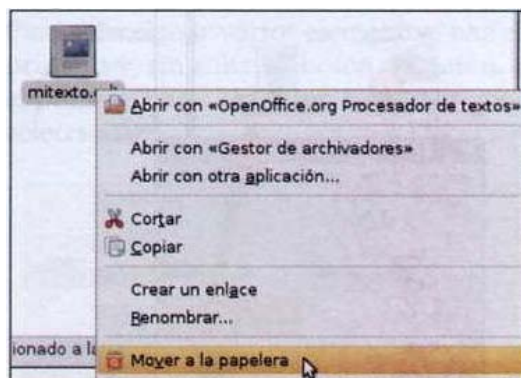 mitexto.
Abrir con «OpenOffice.org Procesador de textos»
Abrir con «Gestor de archivadores»
Abrir con otra aplicación...
Cortar
Copiar
Crear un enlace
Renombrar...
ionado a la
Mover a la papelera